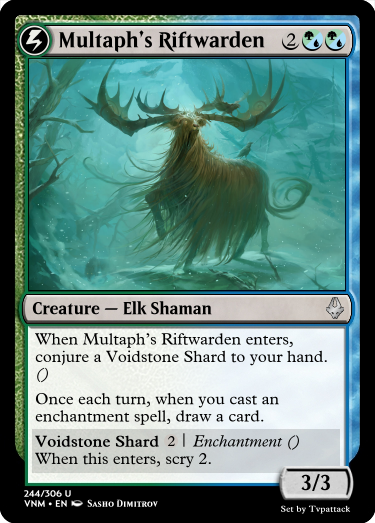 Multaph's Riftwarden 2
Creature — Elk Shaman
When Multaph's Riftwarden enters,
conjure a Voidstone Shard to your hand.
()
Once each turn, when you cast an
enchantment spell, draw a card.
Voidstone Shard 2 | Enchantment ()
When this enters, scry 2.
3/3
244/306 U
VNM • EN Sasho Dimitrov
Set by Tvpattack